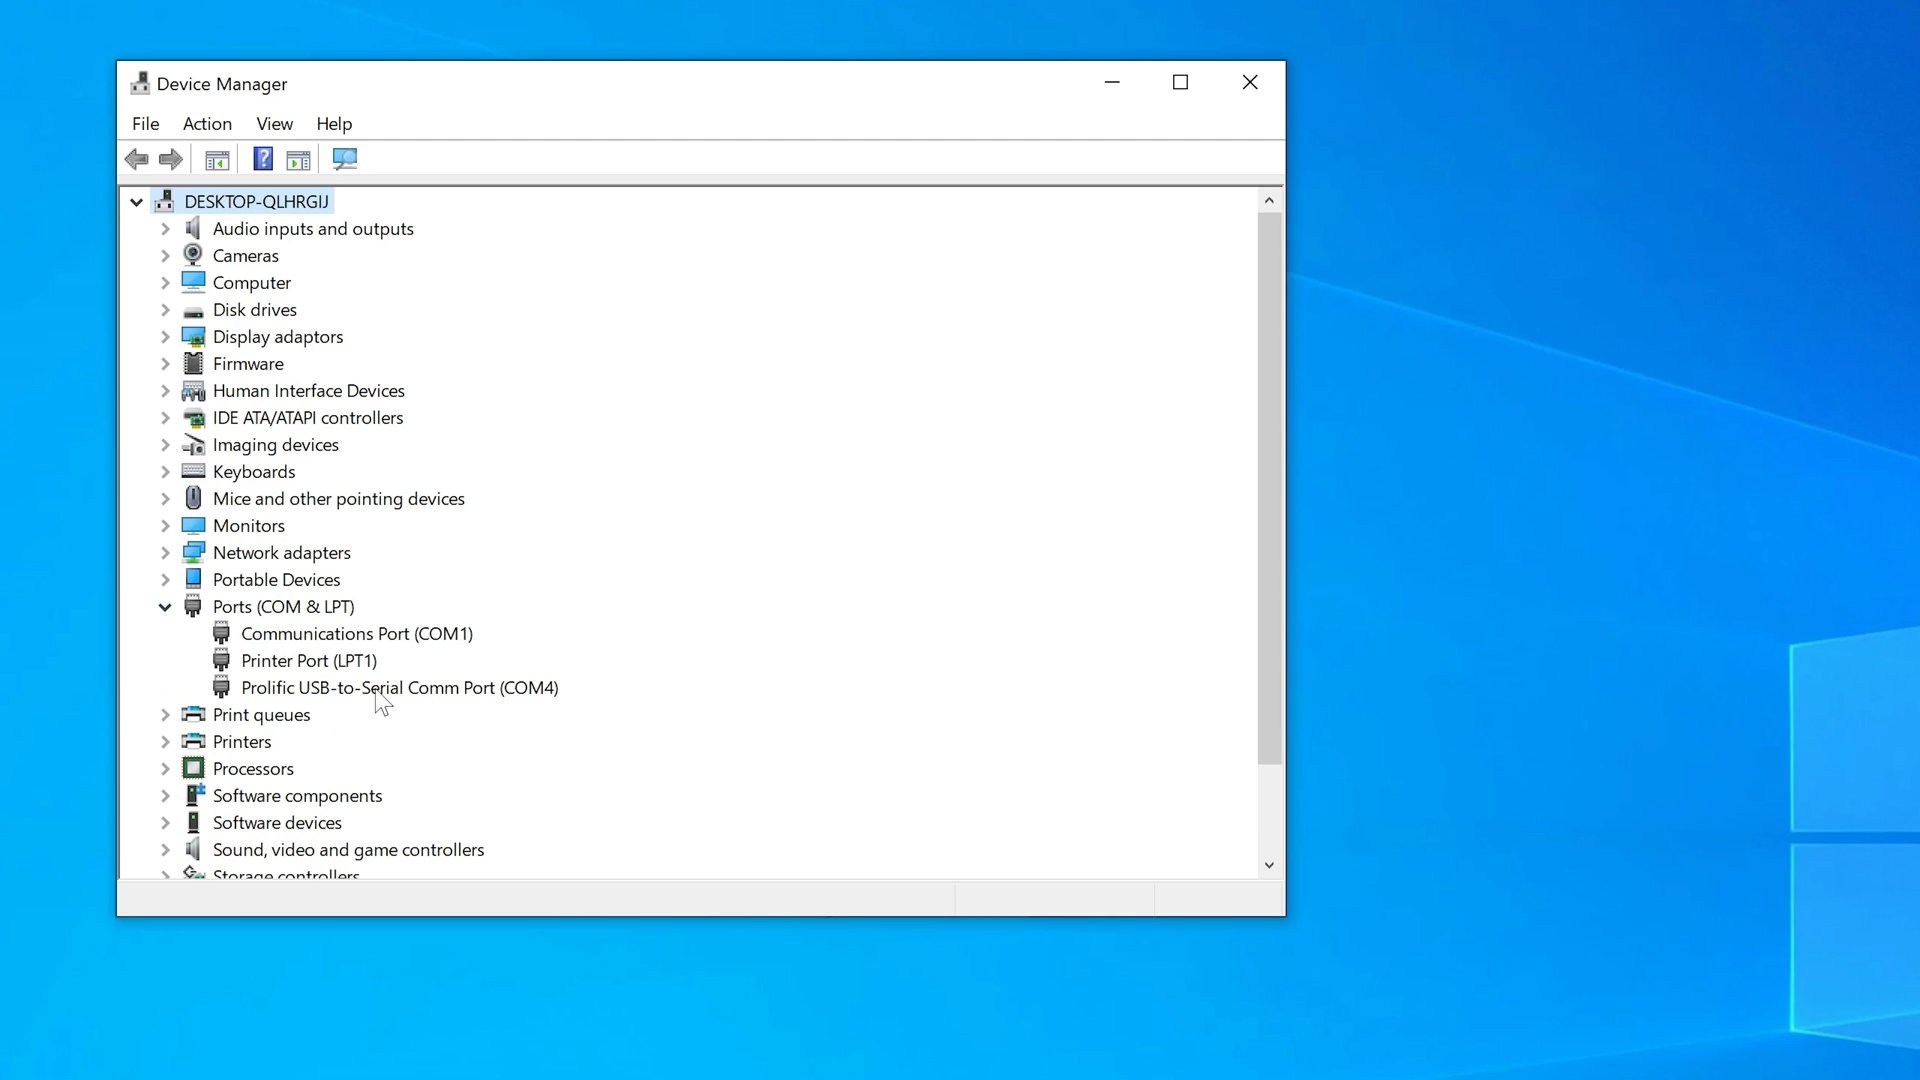 Device Manager
File Action View Help
DESKTOP-QLHRGIJ
Audio inputs and outputs
Cameras
Computer
Disk drives
Display adaptors
Firmware
Human Interface Devices
IDE ATA/ATAPI controllers
Imaging devices
Keyboards
Mice and other pointing devices
Monitors
Network adapters
Portable Devices
Ports (COM & LPT)
Communications Port (COM1)
Printer Port (LPT1)
Prolific USB-to-Serial Comm Port (COM4)
Print queues
Printers
Processors
Software components
Software devices
Sound, video and game controllers
Storage controllers